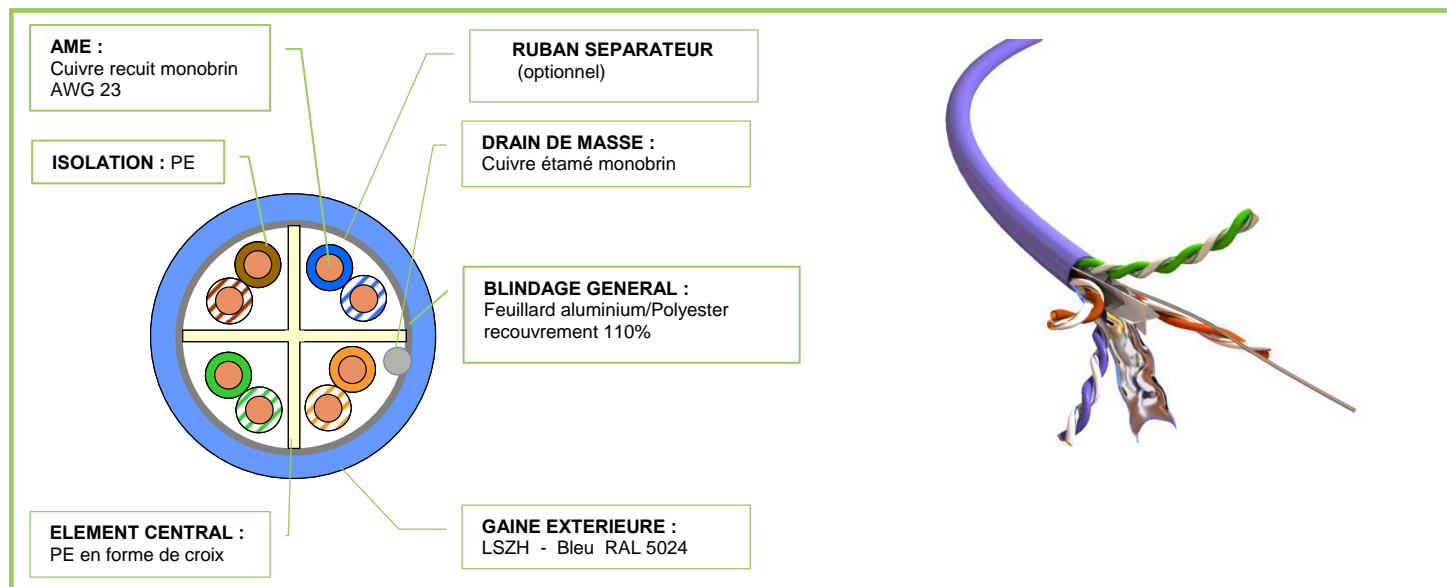 AME :
Cuivre recuit monobrin
AWG 23
RUBAN SEPARATEUR
(optionnel)
ISOLATION : PE
DRAIN DE MASSE :
Cuivre étamé monobrin
BLINDAGE GENERAL :
Feuillard aluminium/Polyester
recouvrement 110%
ELEMENT CENTRAL :
PE en forme de croix
GAINE EXTERIEURE :
LSZH - Bleu RAL 5024